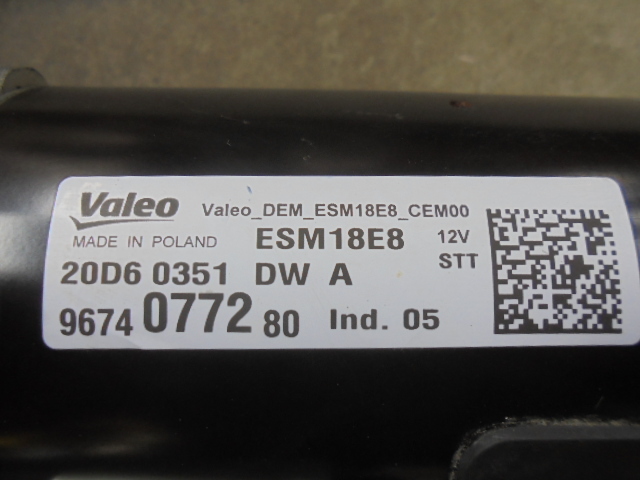 Valeo Valeo_DEM_ESM18E8_CEM00
MADE IN POLAND ESM18E8 12V
STT
20D6 0351 DW A
9674 0772 80 Ind. 05